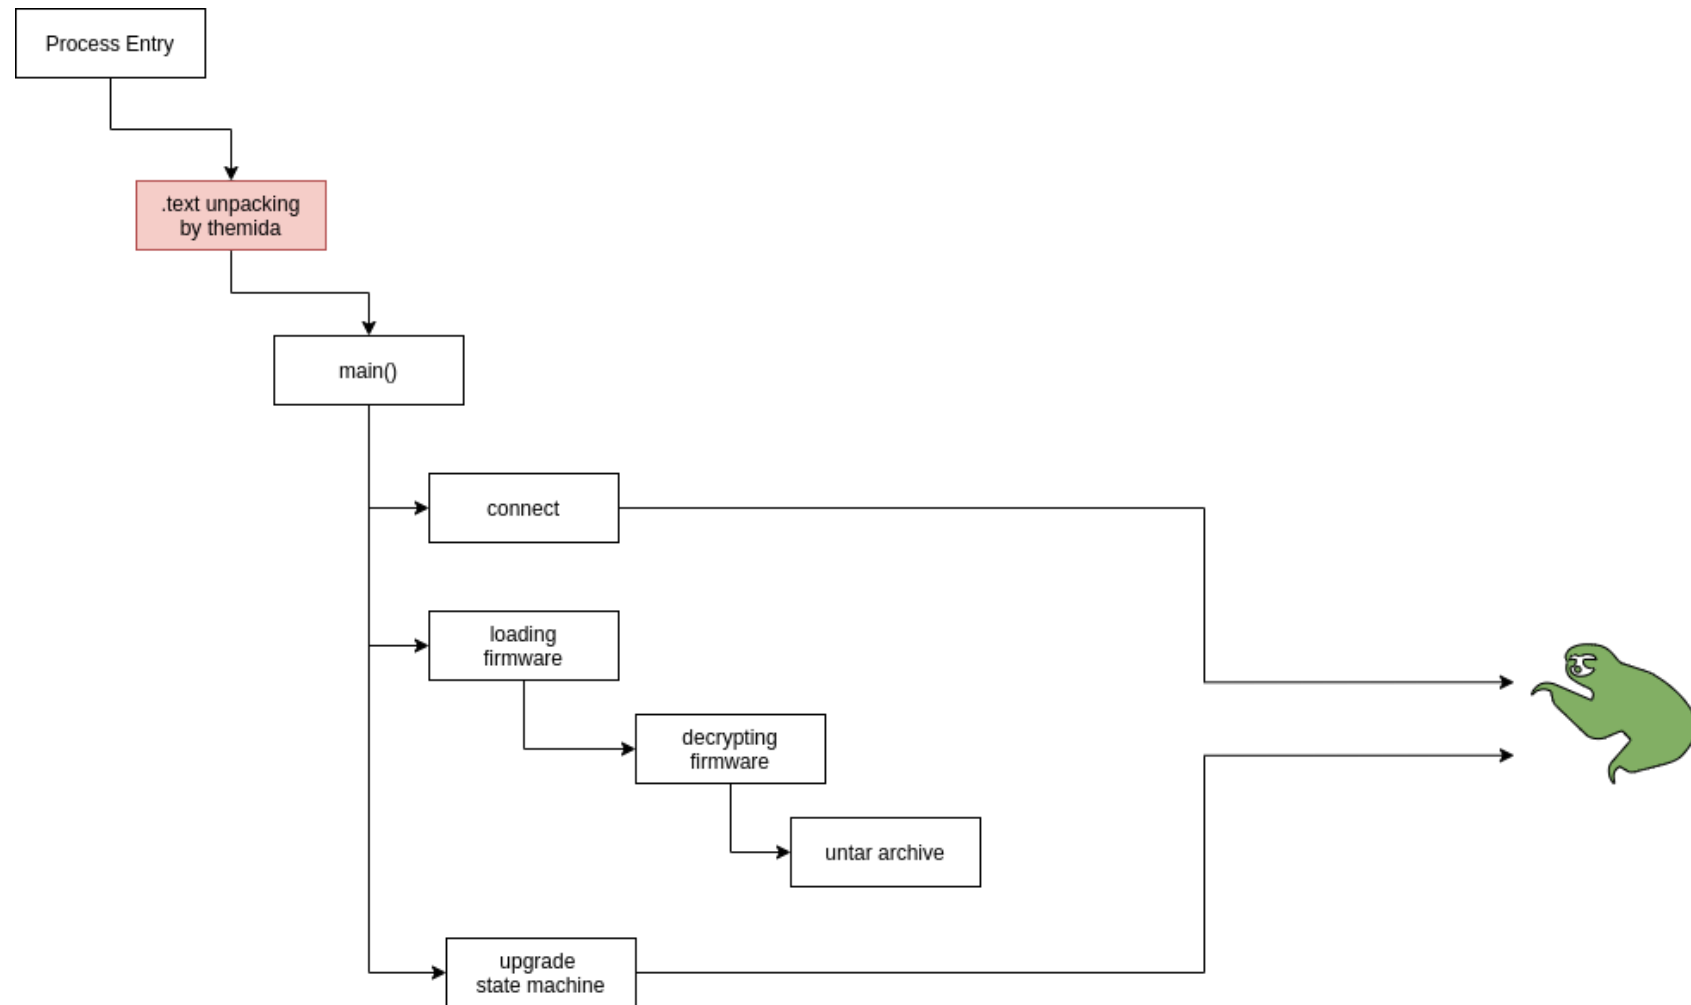 Process Entry
.text unpacking
by themida
main()
connect
loading
firmware
decrypting
firmware
untar archive
upgrade
state machine